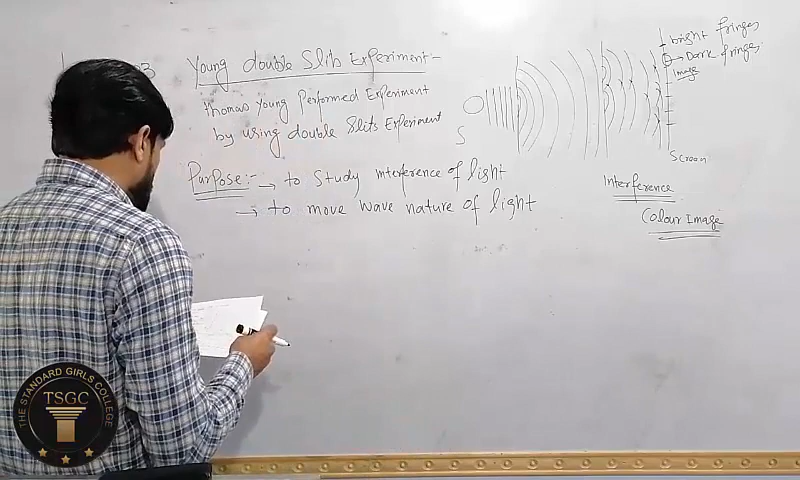 Young double Slits Experiment:-
thomas Young Performed Experiment
by using double Slits Experiment
Purpose:- → to Study interference of light
→ to move wave nature of light
S
bright fringes
→ Dark fringes.
Image
Screen
Interference
Colour Image
THE STANDARD GIRLS COLLEGE
TSGC